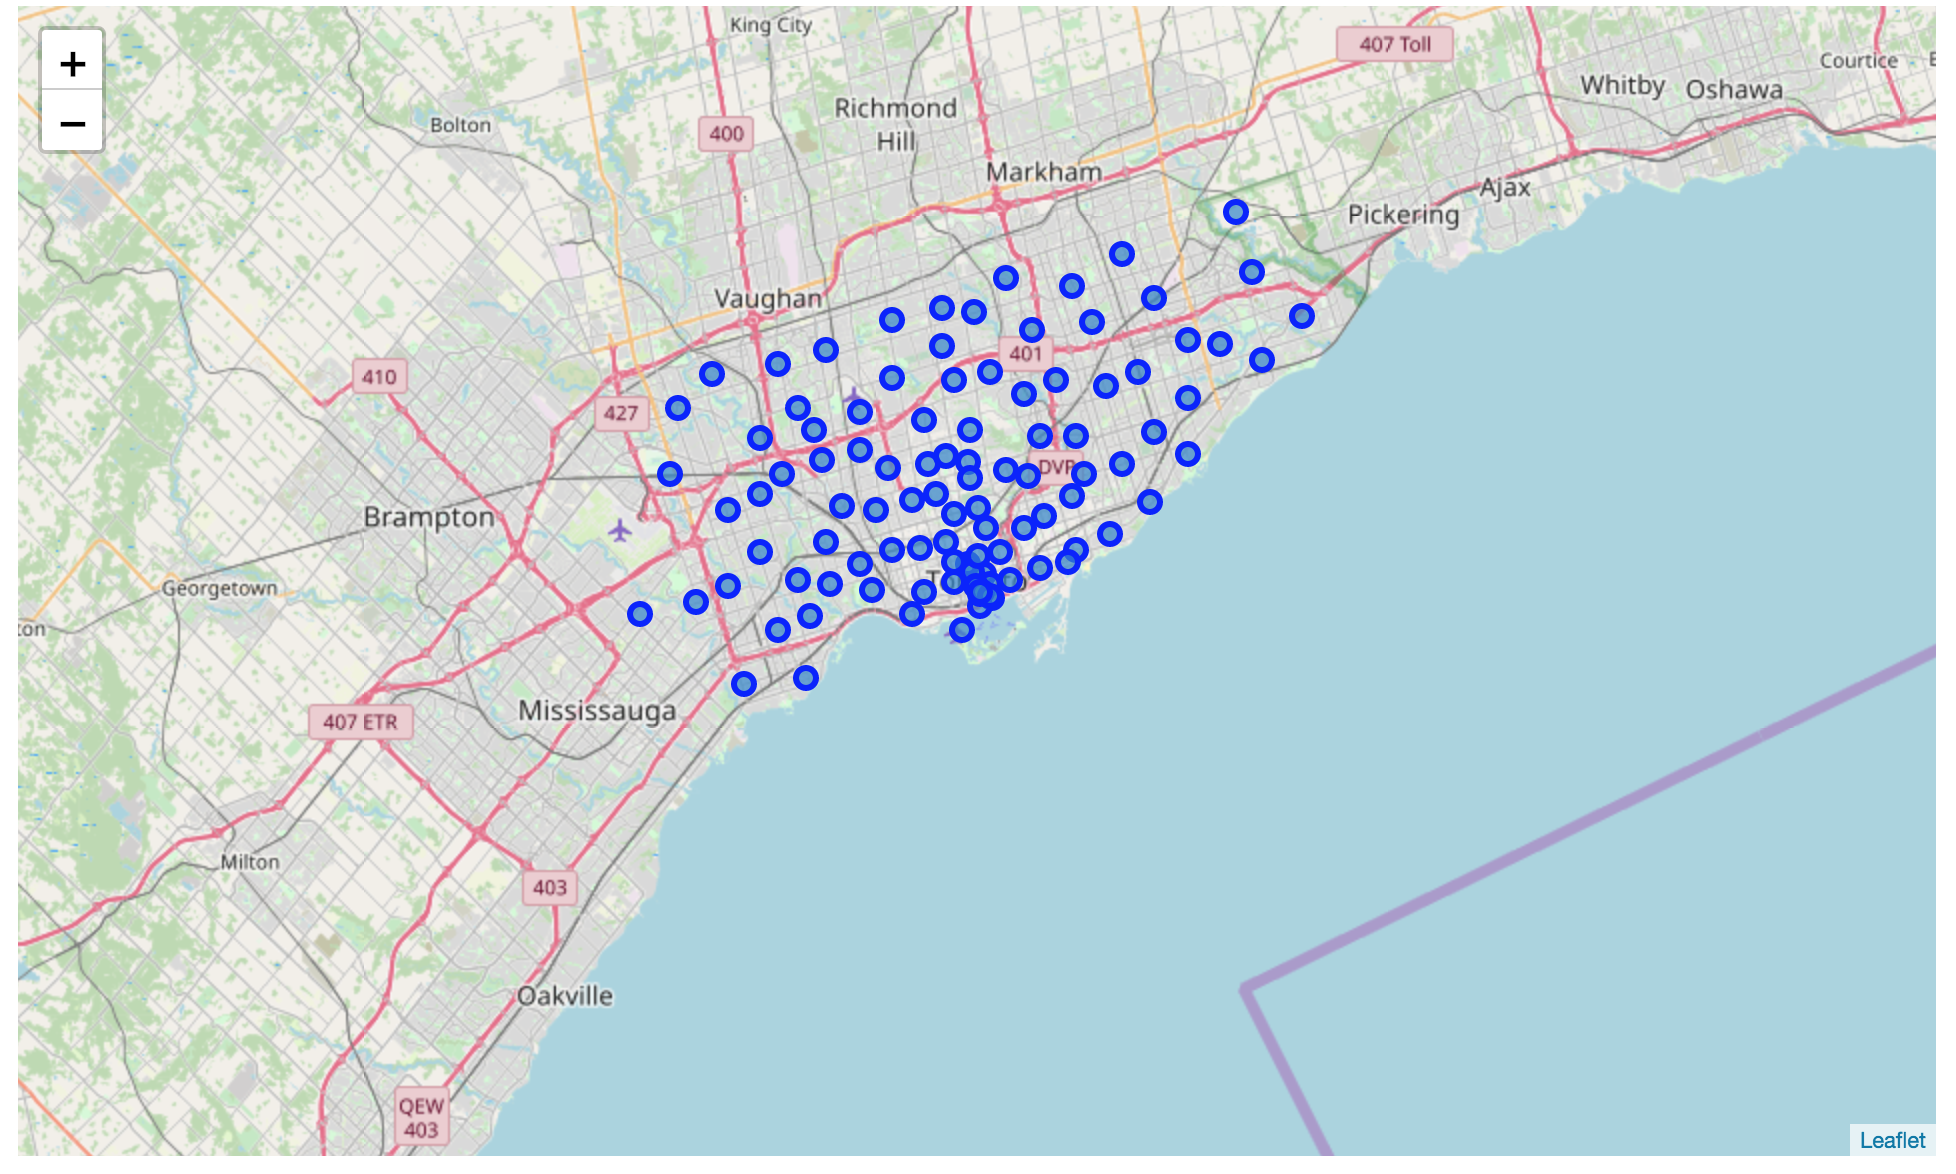 King City
+
407 Toll
Courtice
Whitby
Oshawa
Richmond
Hill
−
Bolton
400
Markham
Ajax
Pickering
Vaughan
401
410
427
DVP
Brampton
Georgetown
ton
Mississauga
407 ETR
Milton
403
Oakville
QEW
403
Leaflet